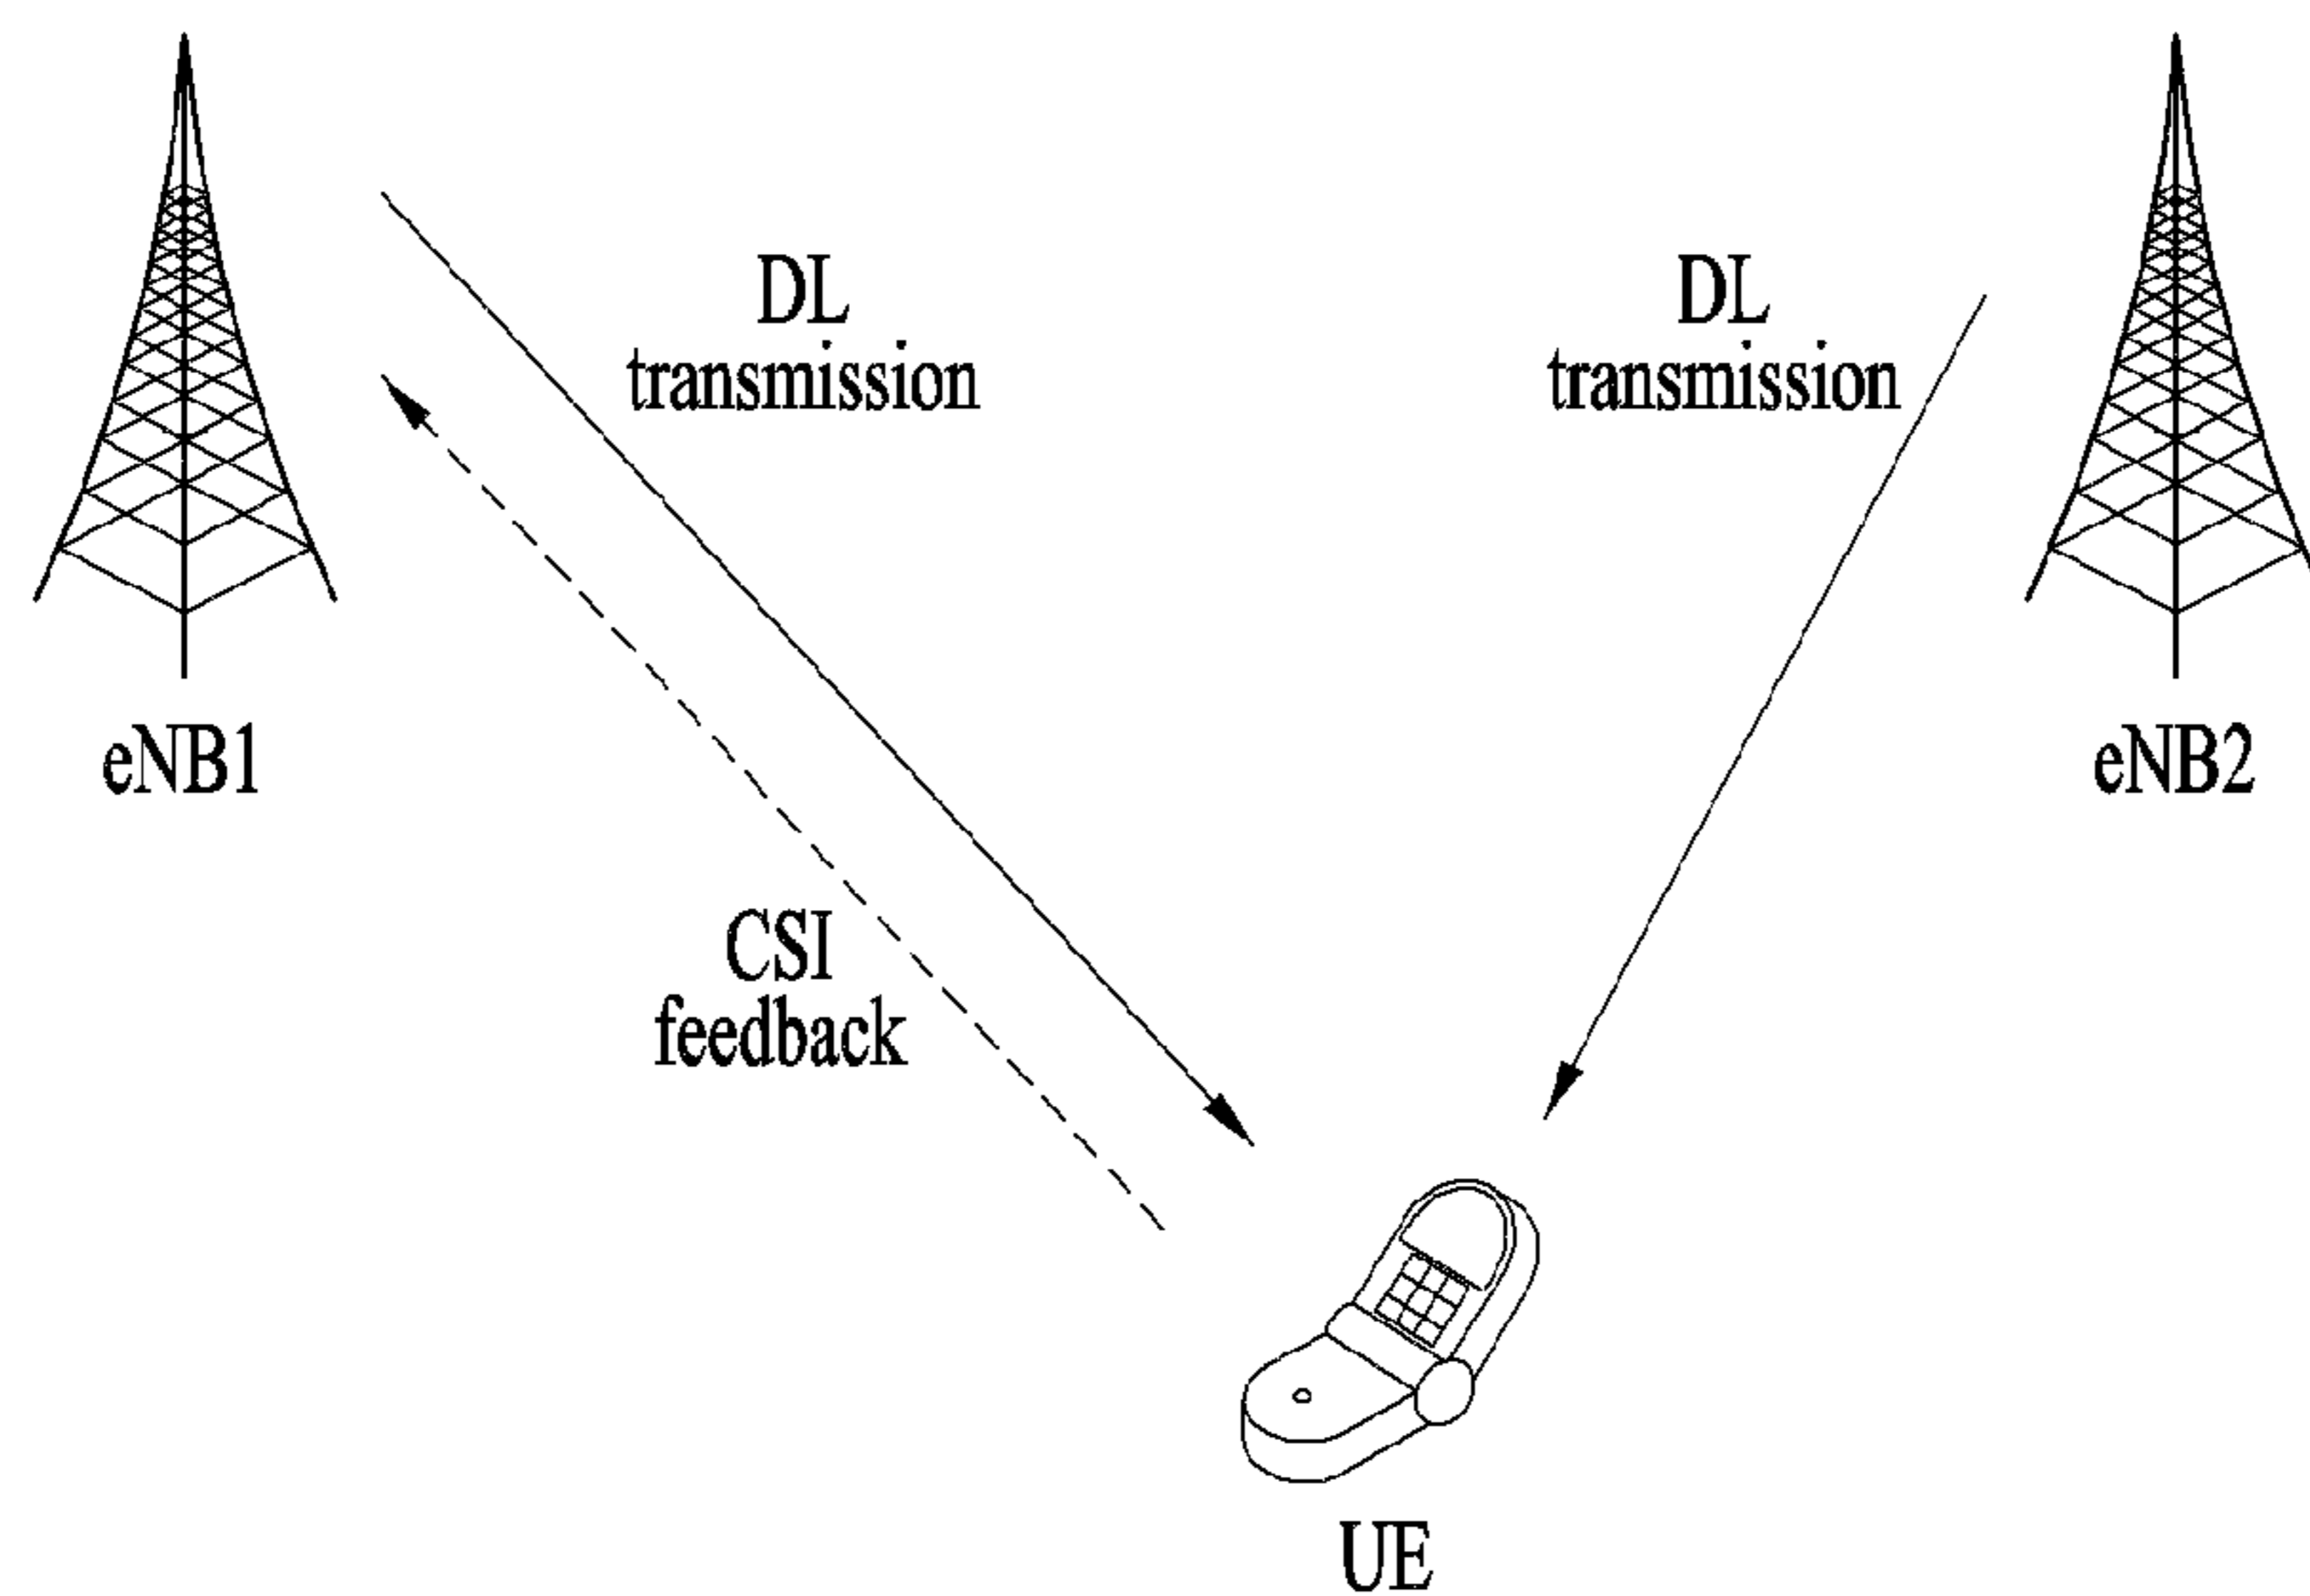 DL
transmission
DL
transmission
eNB1
eNB2
CSI
feedback
UE